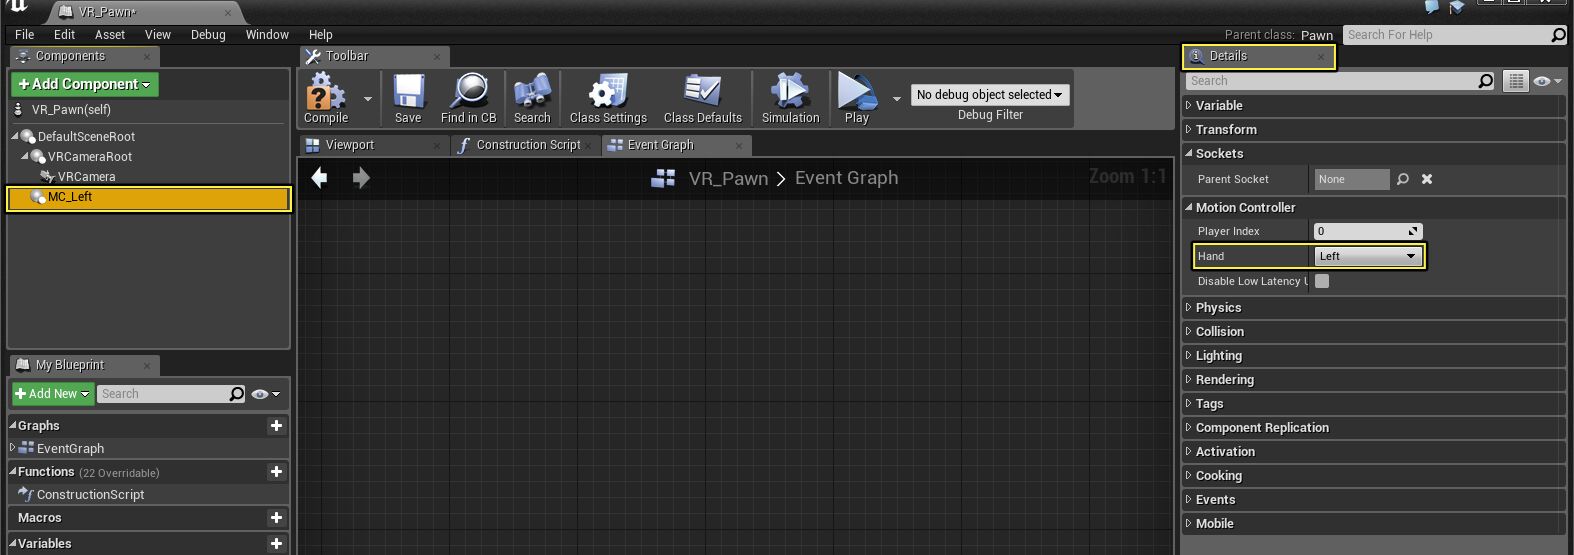 VR_Pawn*
File Edit Asset View Debug Window Help
Parent class: Pawn
Search For Help
Components
Add Component
VR_Pawn(self)
DefaultSceneRoot
VRCameraRoot
VRCamera
MC_Left
My Blueprint
Add New
Search
Graphs
EventGraph
Functions (22 Overridable)
ConstructionScript
Macros
Variables
Toolbar
Compile
Save
Find in CB
Search
Class Settings
Class Defaults
Simulation
Play
No debug object selected
Debug Filter
Viewport
Construction Script
Event Graph
VR_Pawn > Event Graph
Zoom 1:1
Details
Search
Variable
Transform
Sockets
Parent Socket None
Motion Controller
Player Index 0
Hand Left
Disable Low Latency U
Physics
Collision
Lighting
Rendering
Tags
Component Replication
Activation
Cooking
Events
Mobile